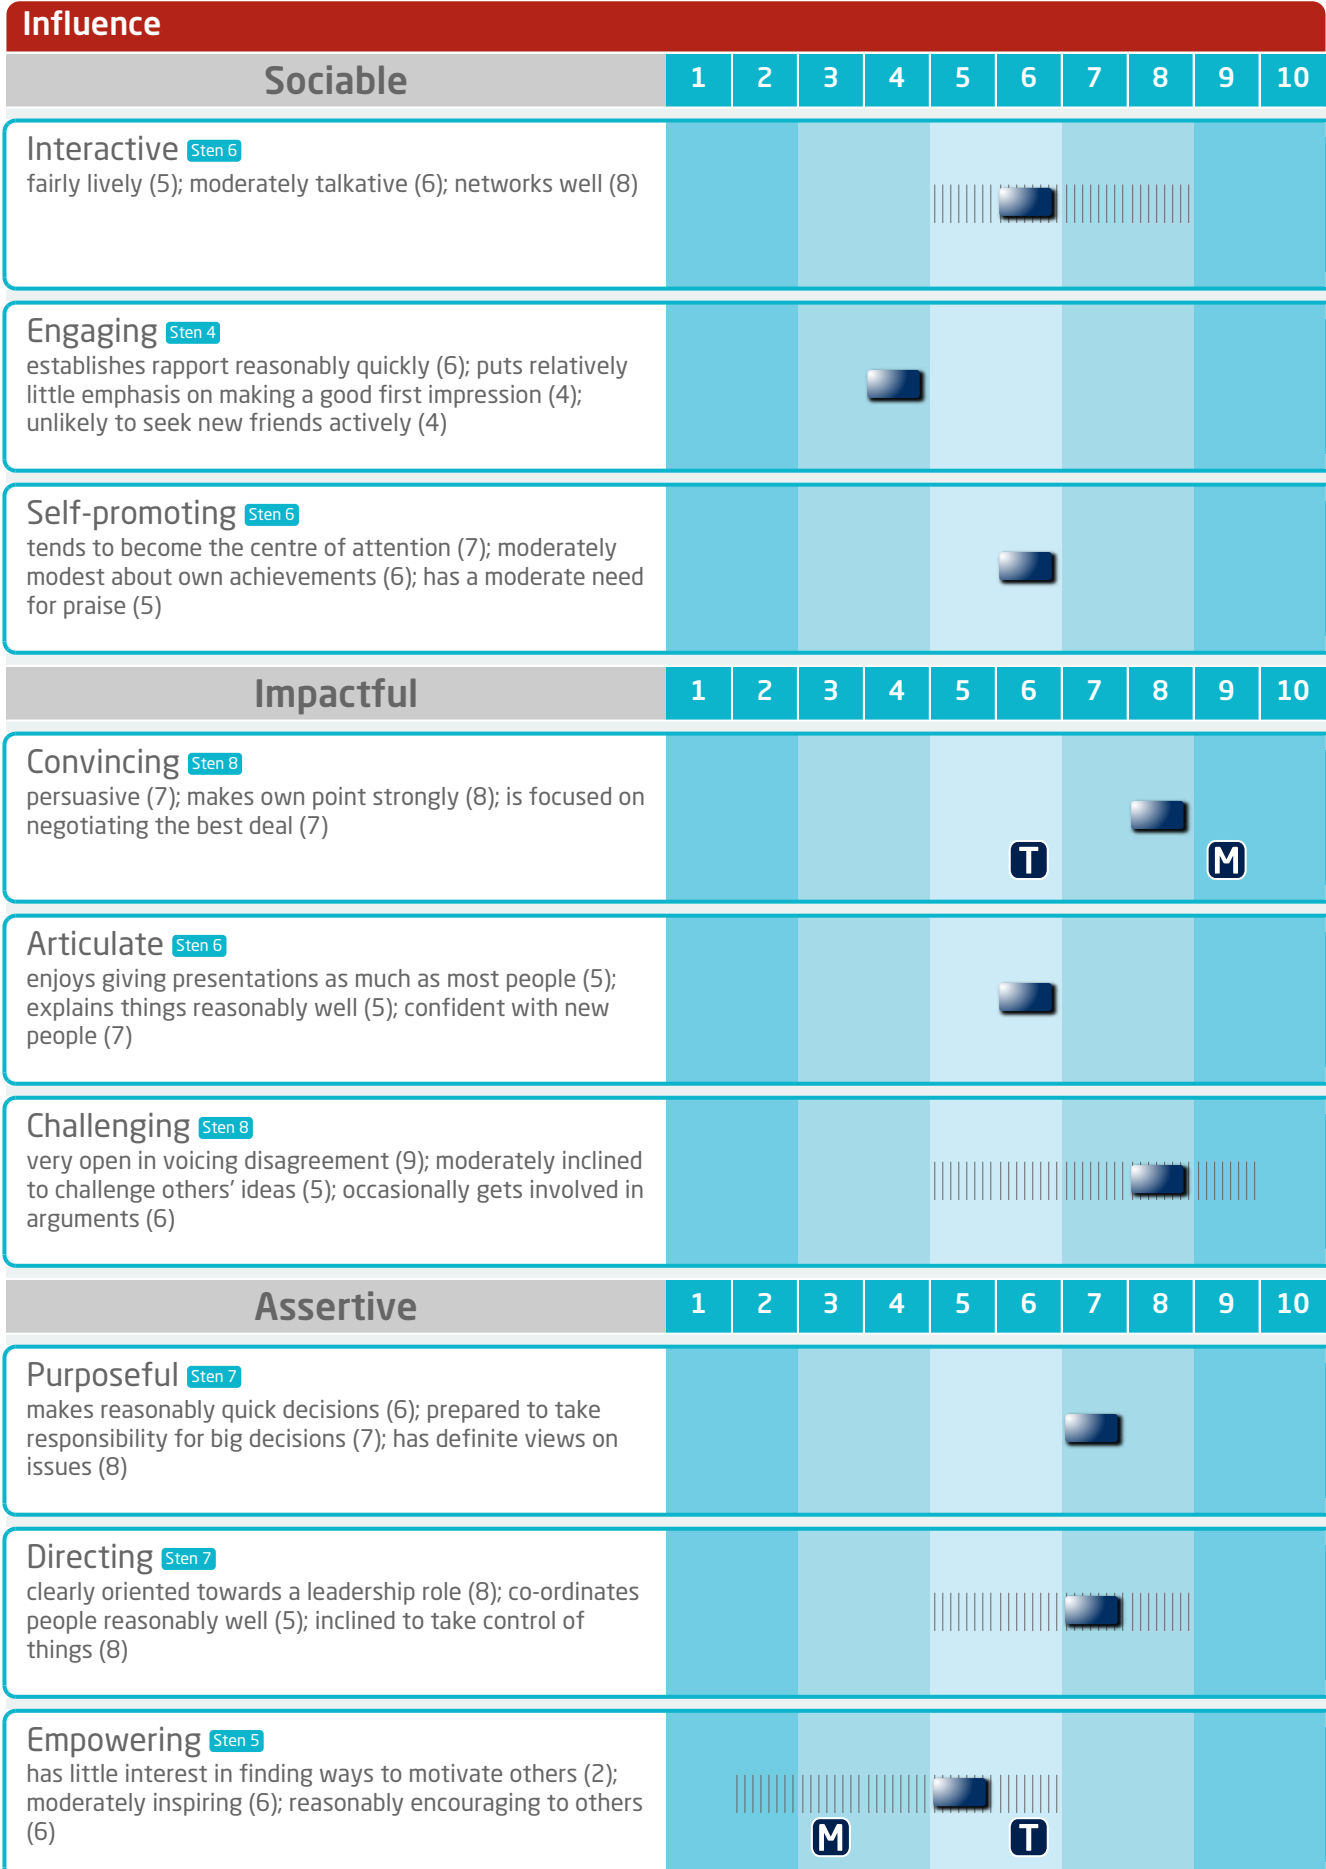 Influence
Sociable 1 2 3 4 5 6 7 8 9 10
Interactive Sten 6
fairly lively (5); moderately talkative (6); networks well (8)
Engaging Sten 4
establishes rapport reasonably quickly (6); puts relatively
little emphasis on making a good first impression (4);
unlikely to seek new friends actively (4)
Self-promoting Sten 6
tends to become the centre of attention (7); moderately
modest about own achievements (6); has a moderate need
for praise (5)
Impactful 1 2 3 4 5 6 7 8 9 10
Convincing Sten 8
persuasive (7); makes own point strongly (8); is focused on
negotiating the best deal (7)
T M
Articulate Sten 6
enjoys giving presentations as much as most people (5);
explains things reasonably well (5); confident with new
people (7)
Challenging Sten 8
very open in voicing disagreement (9); moderately inclined
to challenge others' ideas (5); occasionally gets involved in
arguments (6)
Assertive 1 2 3 4 5 6 7 8 9 10
Purposeful Sten 7
makes reasonably quick decisions (6); prepared to take
responsibility for big decisions (7); has definite views on
issues (8)
Directing Sten 7
clearly oriented towards a leadership role (8); co-ordinates
people reasonably well (5); inclined to take control of
things (8)
Empowering Sten 5
has little interest in finding ways to motivate others (2);
moderately inspiring (6); reasonably encouraging to others
(6)
M T